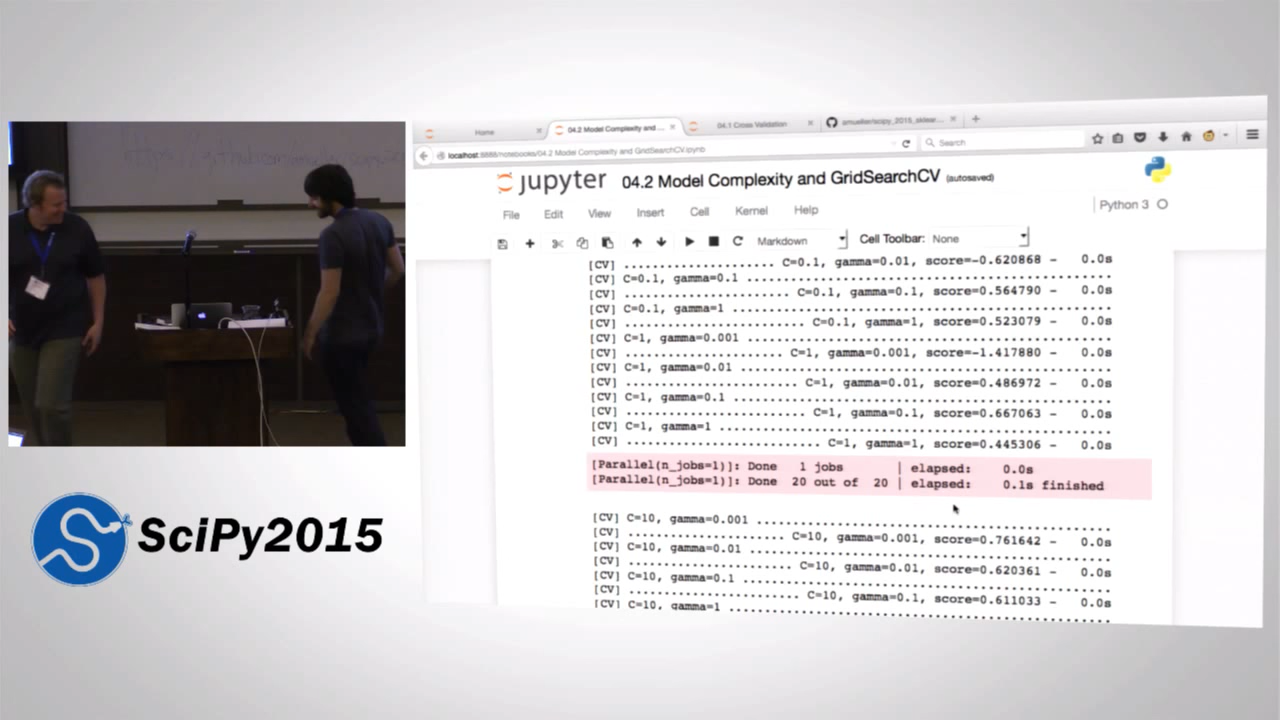 Home
04.2 Model Complexity and ...
04.1 Cross Validation
amueller/scipy_2015_sklear...
localhost:8888/notebooks/04.2 Model Complexity and GridSearchCV.ipynb
Search
jupyter 04.2 Model Complexity and GridSearchCV (autosaved)
File Edit View Insert Cell Kernel Help
Python 3
Markdown Cell Toolbar: None
[CV] ..................... C=0.1, gamma=0.01, score=-0.620868 - 0.0s
[CV] C=0.1, gamma=0.1 ...............................................
[CV] ....................... C=0.1, gamma=0.1, score=0.564790 - 0.0s
[CV] C=0.1, gamma=1 .................................................
[CV] ......................... C=0.1, gamma=1, score=0.523079 - 0.0s
[CV] C=1, gamma=0.001 ...............................................
[CV] ...................... C=1, gamma=0.001, score=-1.417880 - 0.0s
[CV] C=1, gamma=0.01 ................................................
[CV] ........................ C=1, gamma=0.01, score=0.486972 - 0.0s
[CV] C=1, gamma=0.1 .................................................
[CV] ......................... C=1, gamma=0.1, score=0.667063 - 0.0s
[CV] C=1, gamma=1 ...................................................
[CV] ........................... C=1, gamma=1, score=0.445306 - 0.0s
[Parallel(n_jobs=1)]: Done 1 jobs | elapsed: 0.0s
[Parallel(n_jobs=1)]: Done 20 out of 20 | elapsed: 0.1s finished
[CV] C=10, gamma=0.001 ..............................................
[CV] ...................... C=10, gamma=0.001, score=0.761642 - 0.0s
[CV] C=10, gamma=0.01 ...............................................
[CV] ....................... C=10, gamma=0.01, score=0.620361 - 0.0s
[CV] C=10, gamma=0.1 ................................................
[CV] ........................ C=10, gamma=0.1, score=0.611033 - 0.0s
[CV] C=10, gamma=1 ..................................................
SciPy2015